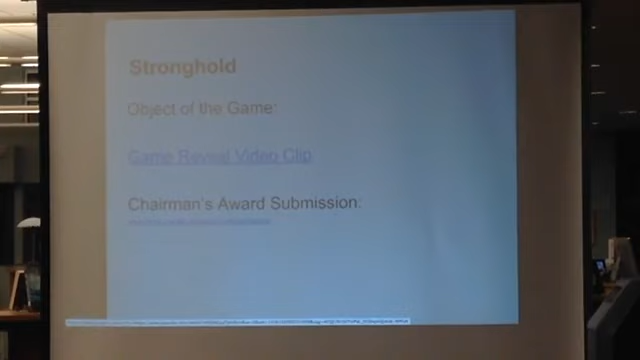 Stronghold
Object of the Game:
Game Reveal Video Clip
Chairman's Award Submission: